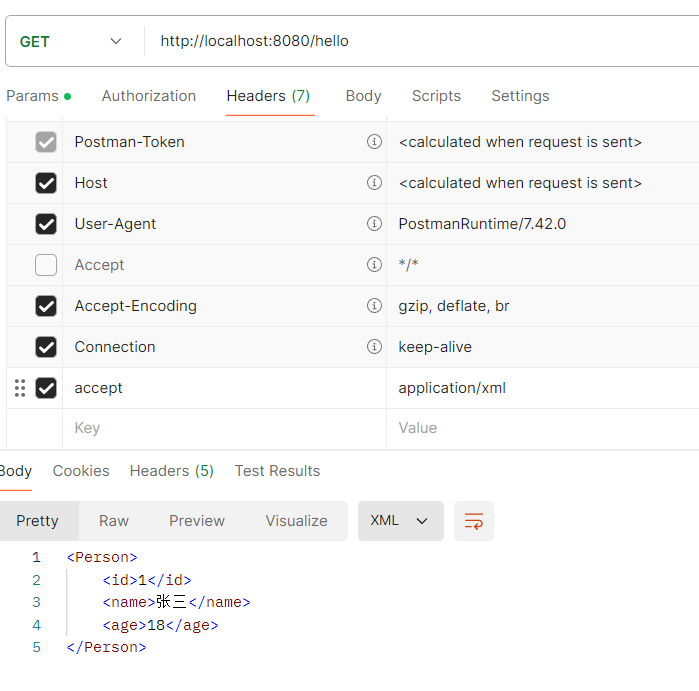 GET http://localhost:8080/hello
Params Authorization Headers (7) Body Scripts Settings
Postman-Token <calculated when request is sent>
Host <calculated when request is sent>
User-Agent PostmanRuntime/7.42.0
Accept */*
Accept-Encoding gzip, deflate, br
Connection keep-alive
accept application/xml
Key Value
Body Cookies Headers (5) Test Results
Pretty Raw Preview Visualize XML
1 <Person>
2 <id>1</id>
3 <name>张三</name>
4 <age>18</age>
5 </Person>